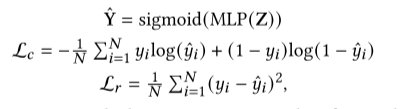 Ŷ = sigmoid(MLP(Z))
ℒ_c = −1/N ∑_{i=1}^{N} y_i log(ŷ_i) + (1 − y_i)log(1 − ŷ_i)
ℒ_r = 1/N ∑_{i=1}^{N} (y_i − ŷ_i)²,